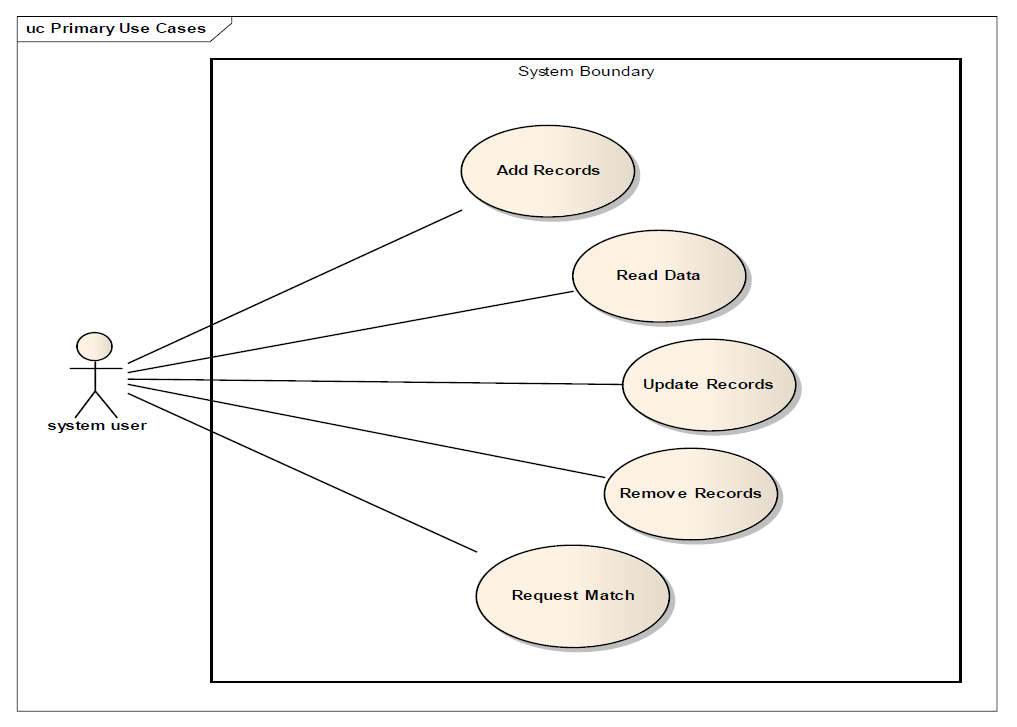 uc Primary Use Cases
System Boundary
Add Records
Read Data
Update Records
Remove Records
Request Match
system user